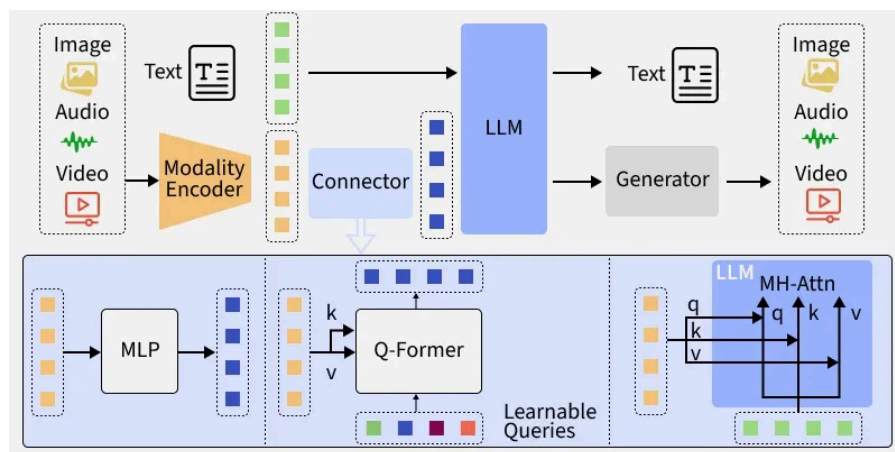 Image
Audio
Video
Text
Modality
Encoder
Connector
LLM
Text
Generator
Image
Audio
Video
MLP
k
v
Q-Former
Learnable
Queries
LLM
MH-Attn
q
k
v
q
k
v